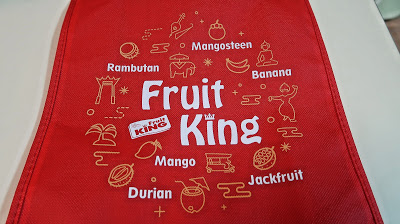 Mangosteen
Rambutan
Banana
Fruit
King
Fruit
KING
Mango
Jackfruit
Durian